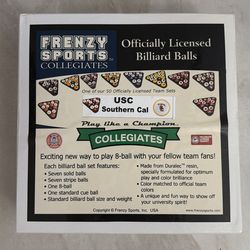 FRENZY
SPORTS™
COLLEGIATES
Officially Licensed
Billiard Balls
One of our 50 Officially Licensed Team Sets
USC
Southern Cal
Play like a Champion.
COLLEGIATES
Exciting new way to play 8-ball with your fellow team fans!
Each billiard ball set features:
• Seven solid balls
• Seven stripe balls
• One 8-ball
• One standard cue ball
• Standard billiard ball size and weight
• Made from Duralec™ resin,
specially formulated for optimum
play and color brilliance
• Color matched to official team
colors
• Unique and fun way to show off your
university spirit!
Copyright © Frenzy Sports, USA
www.frenzysports.com